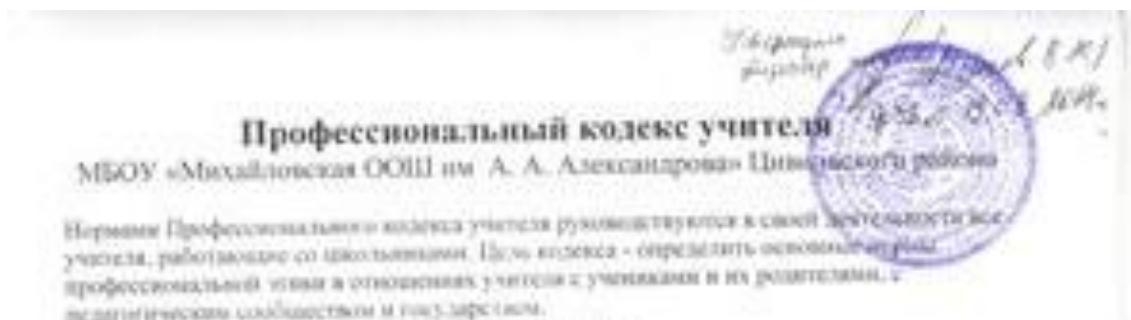 Профессиональный кодекс учителя
МБОУ «Михайловская ООШ им А. А. Александрова» Цивильского района
Нормами Профессионального кодекса учителя руководствуются в своей деятельности все
учителя, работающие со школьниками. Цель кодекса - определить основные нормы
профессиональной этики в отношениях учителя с учениками и их родителями, с
педагогическим сообществом и государством.